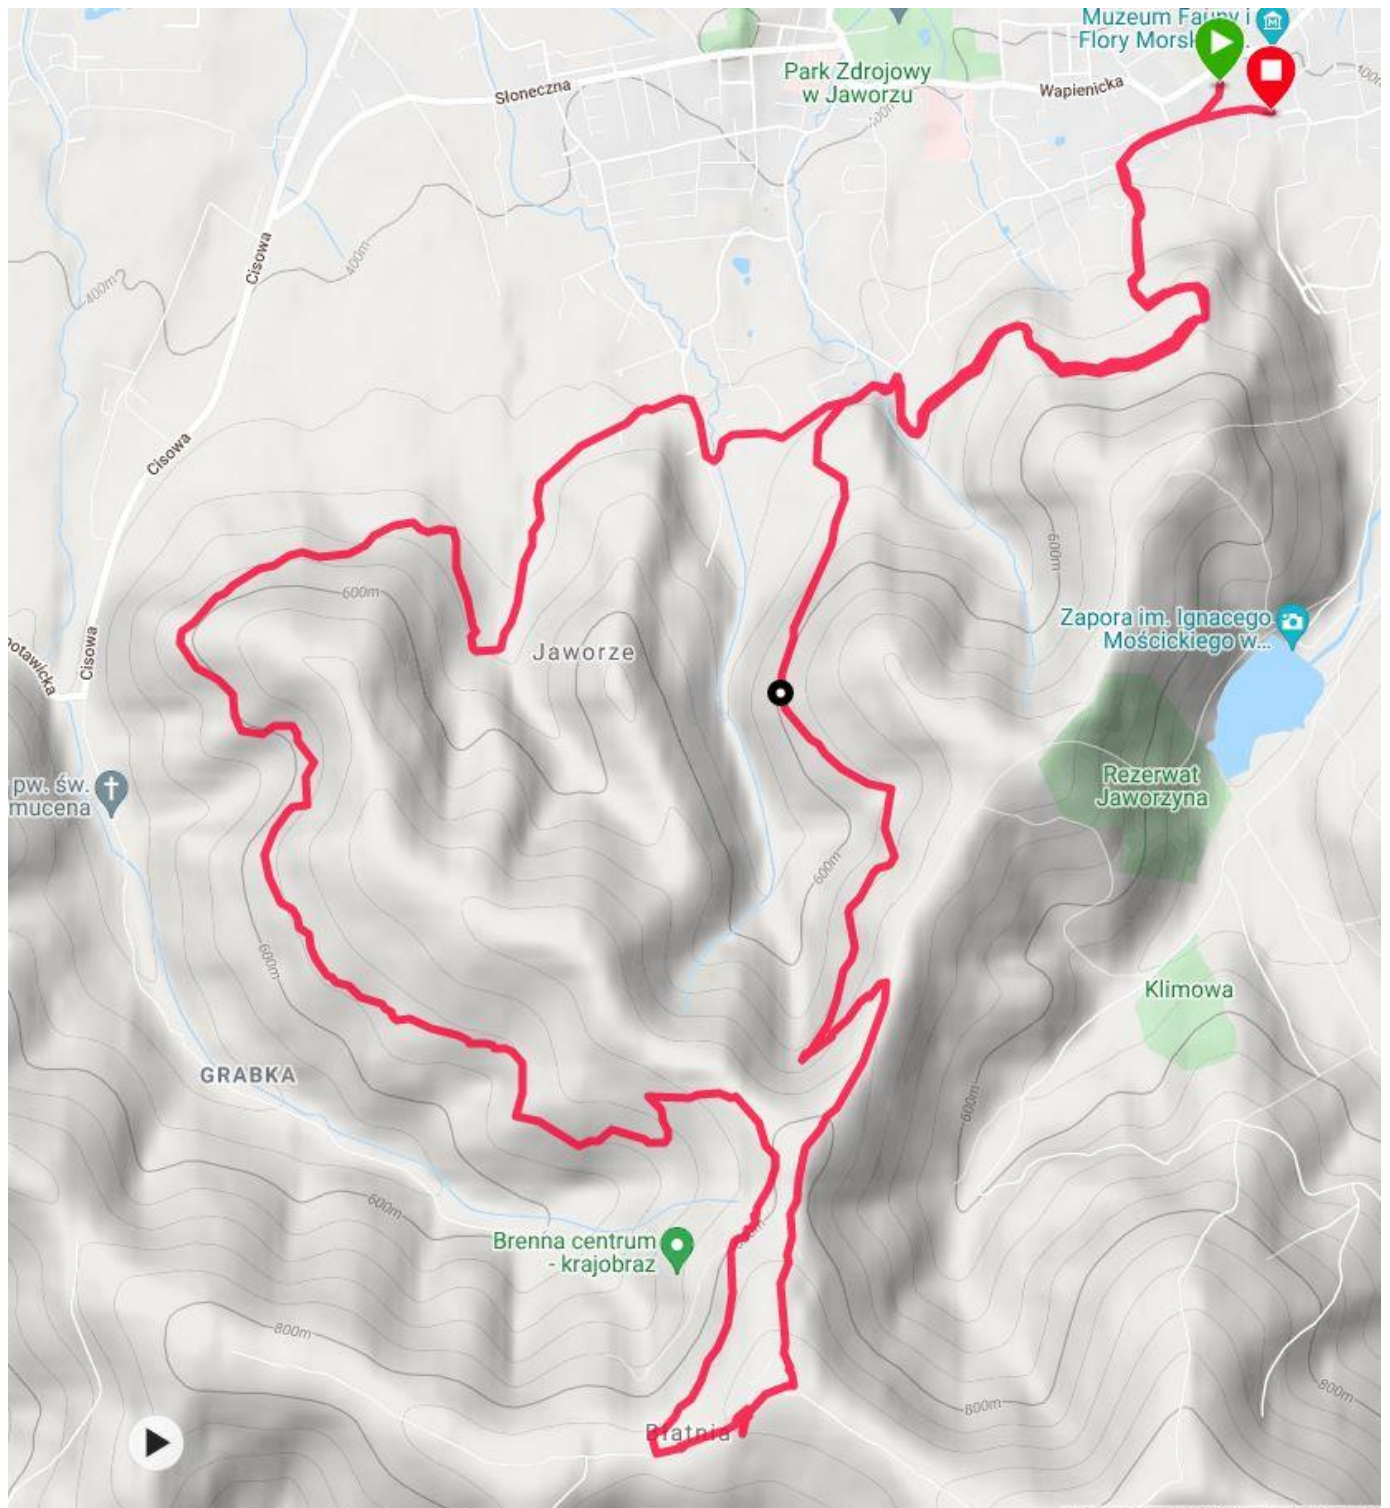 Muzeum Fauny i
Flory Morsk
Park Zdrojowy
w Jaworzu
Wapienicka
Słoneczna
400m
400m
Cisowa
400m
400m
Cisowa
600m
600m
Zapora im. Ignacego
Mościckiego w...
Jaworze
Cisowa
Rezerwat
Jaworzyna
pw. św.
mucena
600m
600m
Klimowa
GRABKA
600m
600m
Brenna centrum
- krajobraz
800m
800m
800m
Błatnia